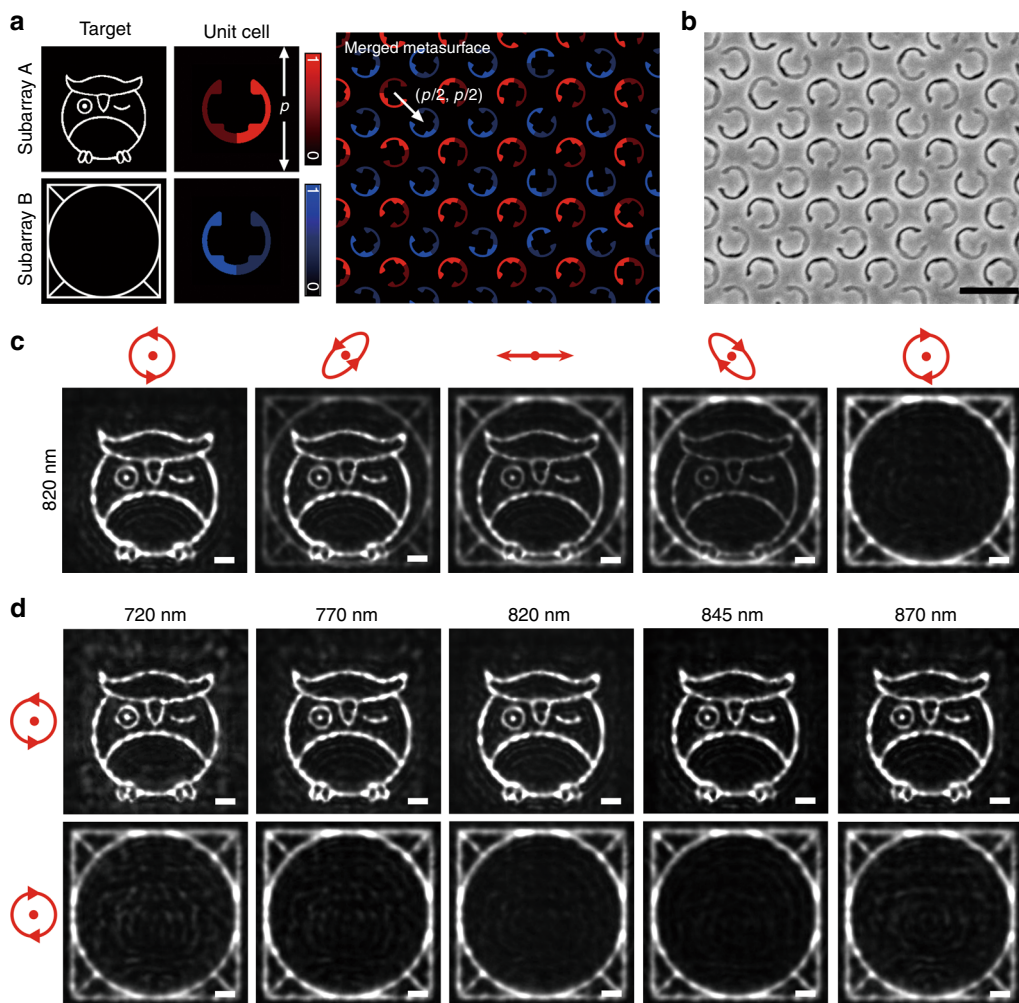 a
Target
Unit cell
Merged metasurface
b
Subarray A
p
1
0
(p/2, p/2)
Subarray B
1
0
c
820 nm
d
720 nm
770 nm
820 nm
845 nm
870 nm